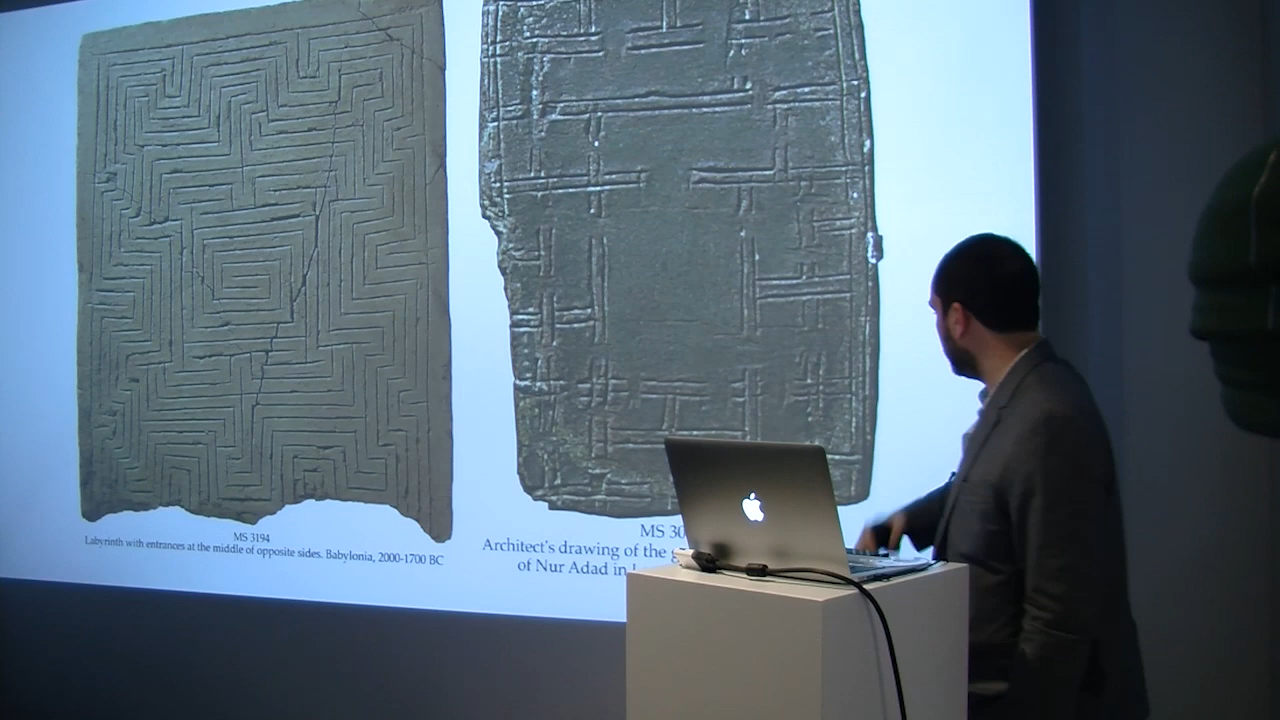 MS 3194
Labyrinth with entrances at the middle of opposite sides. Babylonia, 2000-1700 BC
MS 30
Architect's drawing of the
of Nur Adad in